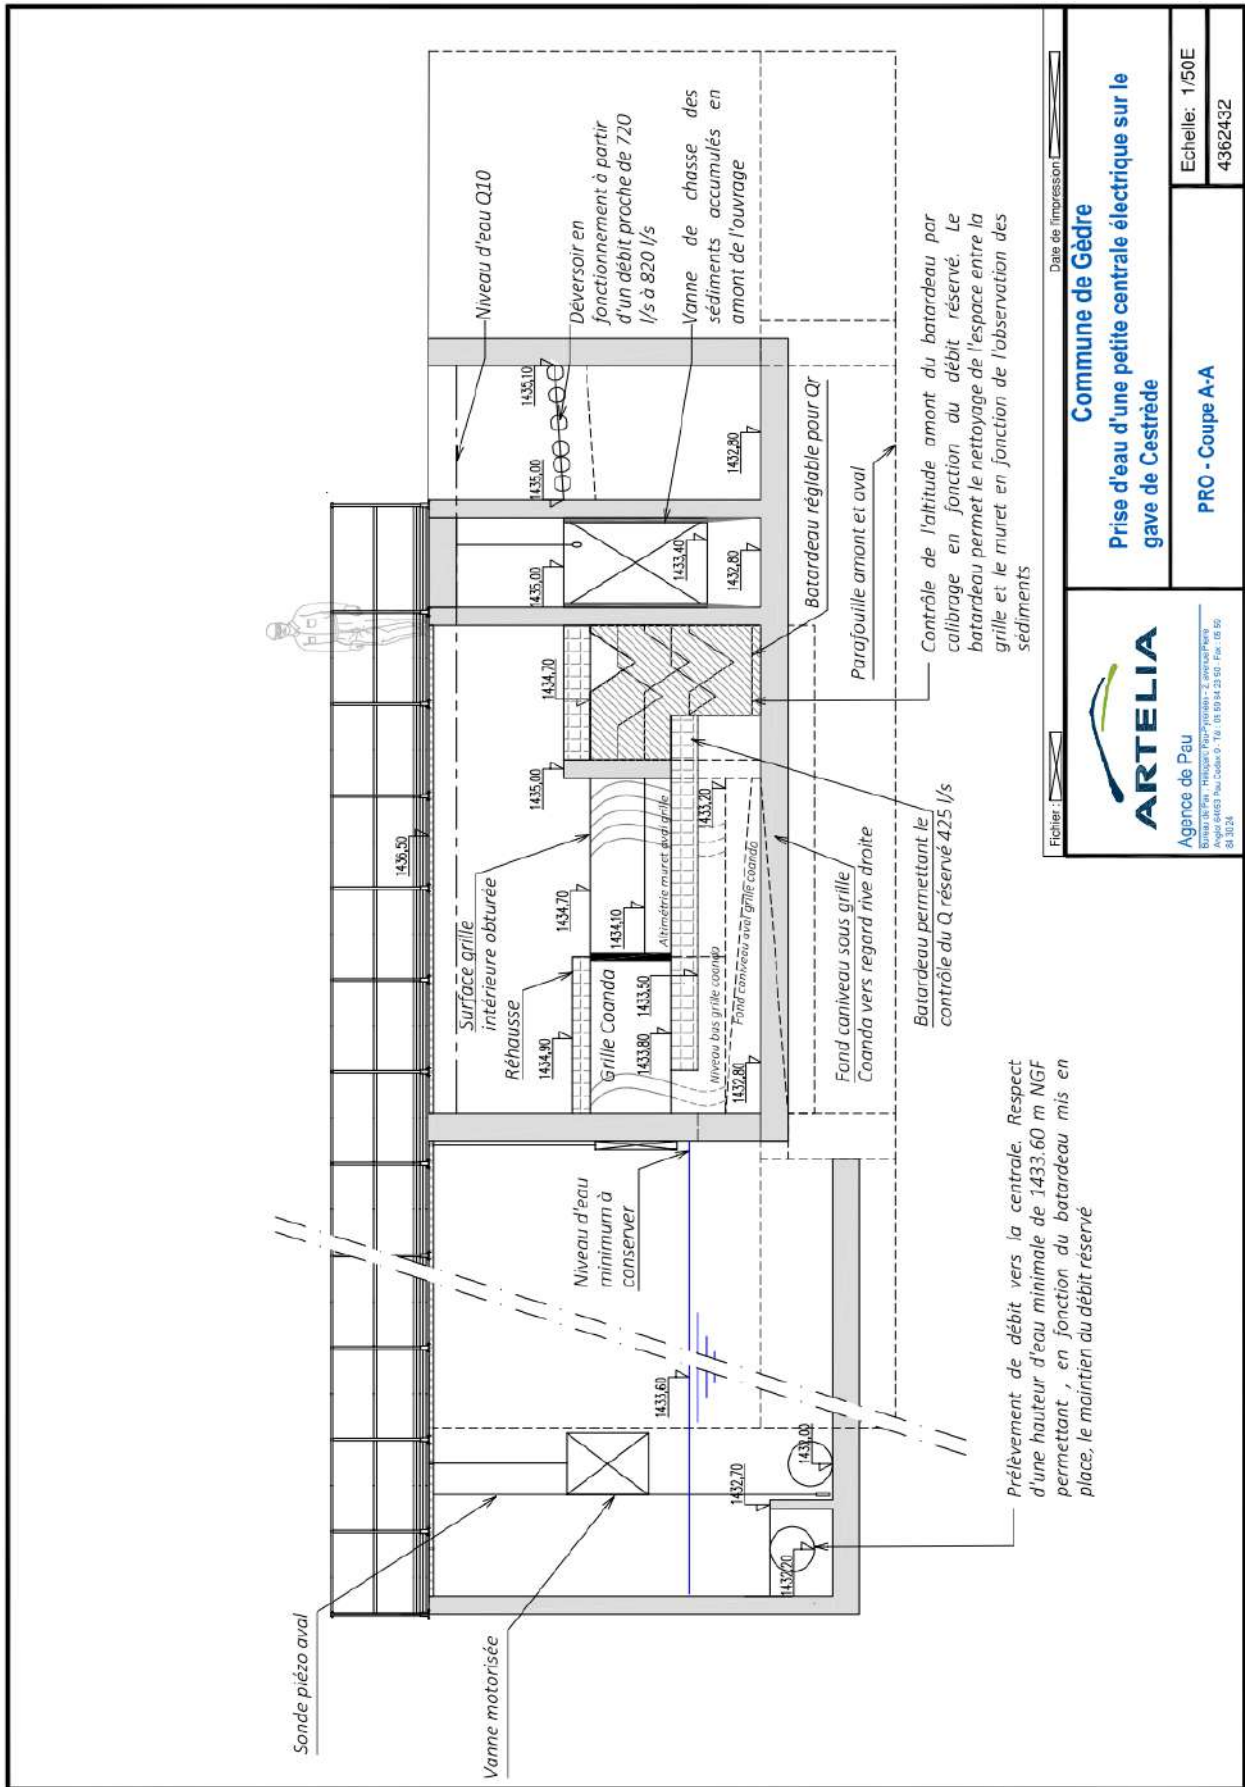 Sonde piézo aval
Vanne motorisée
1436,50
Surface grille
intérieure obturée
Réhausse
1434,90
Grille Coanda
1433,80
1433,50
1434,70
1434,10
Altimétrie muret aval grille
Niveau bas grille coanda
Fond caniveau aval grille coanda
1432,80
1433,20
1435,00
1434,70
1435,00
1433,40
1432,80
1435,00
1435,10
1432,80
Niveau d'eau Q10
Déversoir en
fonctionnement à partir
d'un débit proche de 720
l/s à 820 l/s
Vanne de chasse des
sédiments accumulés en
amont de l'ouvrage
Niveau d'eau
minimum à
conserver
1433,60
1432,70
1432,00
1432,20
Batardeau réglable pour Qr
Parafouille amont et aval
Fond caniveau sous grille
Coanda vers regard rive droite
Batardeau permettant le
contrôle du Q réservé 425 l/s
Contrôle de l'altitude amont du batardeau par
calibrage en fonction du débit réservé. Le
batardeau permet le nettoyage de l'espace entre la
grille et le muret en fonction de l'observation des
sédiments
Prélèvement de débit vers la centrale. Respect
d'une hauteur d'eau minimale de 1433.60 m NGF
permettant , en fonction du batardeau mis en
place, le maintien du débit réservé
Fichier :
Date de l'impression:
ARTELIA
Agence de Pau
Commune de Gèdre
Prise d'eau d'une petite centrale électrique sur le
gave de Cestrède
PRO - Coupe A-A
Echelle: 1/50E
4362432